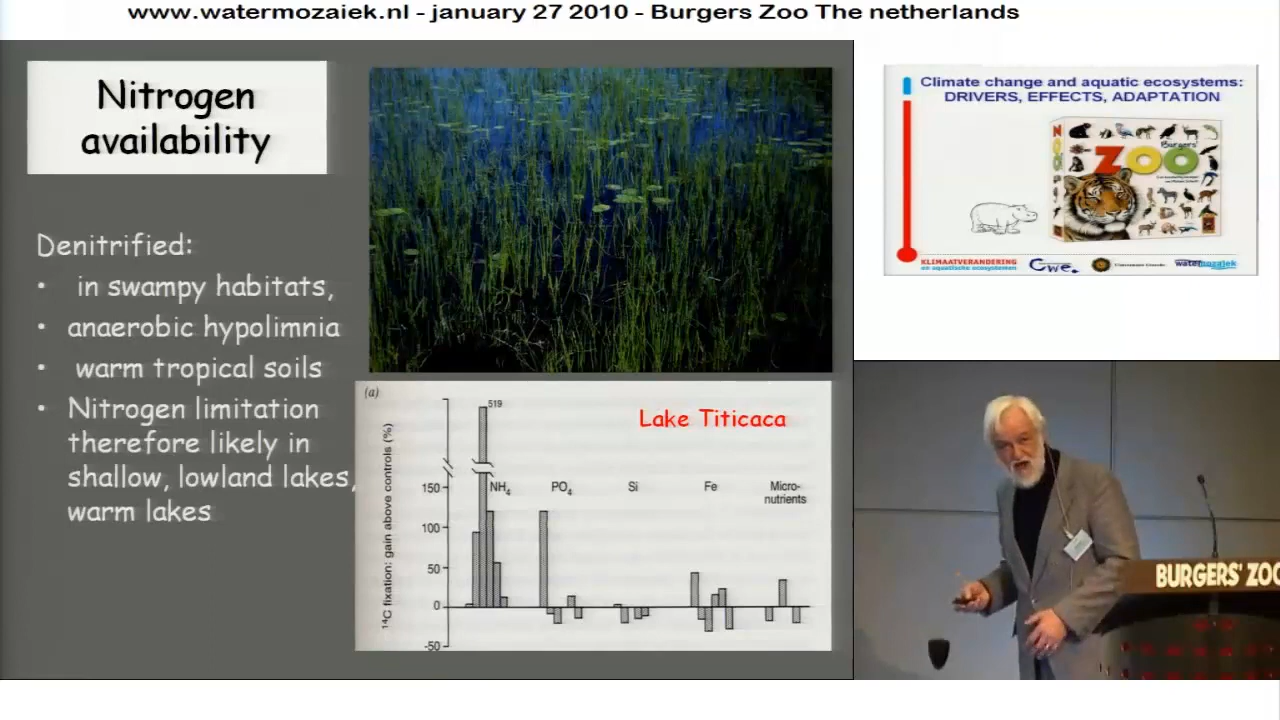 www.watermozaiek.nl - january 27 2010 - Burgers Zoo The netherlands
Nitrogen
availability
Denitrified:
• in swampy habitats,
• anaerobic hypolimnia
• warm tropical soils
• Nitrogen limitation
therefore likely in
shallow, lowland lakes,
warm lakes
(a)
519
Lake Titicaca
¹⁴C fixation: gain above controls (%)
150
100
50
0
-50
NH₄
PO₄
Si
Fe
Micro-
nutrients
Climate change and aquatic ecosystems:
DRIVERS, EFFECTS, ADAPTATION
Burgers'
ZOO
KLIMAATVERANDERING
en aquatische ecosystemen
Cwe.
watermozaiek
BURGERS' ZOO